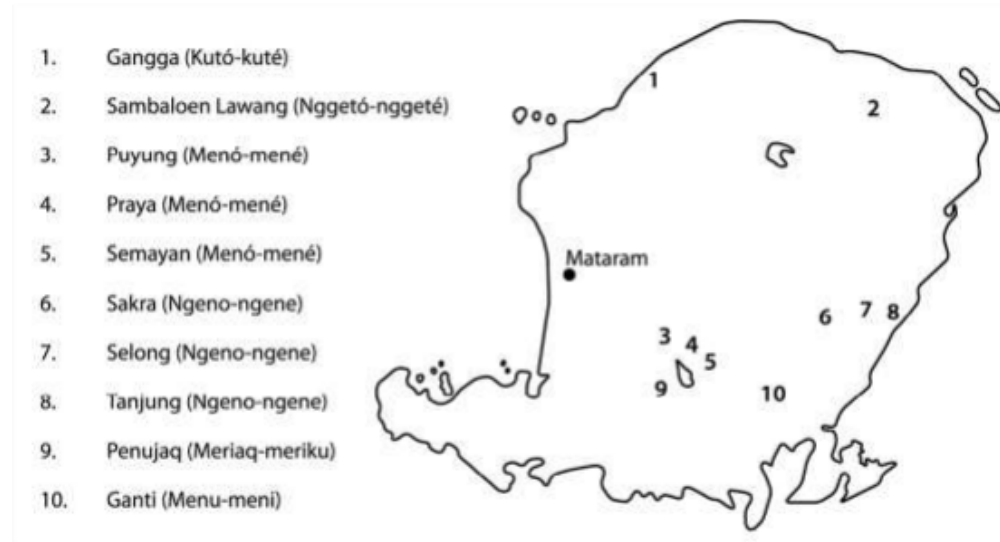 1. Gangga (Kutó-kuté)
2. Sambaloen Lawang (Nggetó-nggeté)
3. Puyung (Menó-mené)
4. Praya (Menó-mené)
5. Semayan (Menó-mené)
6. Sakra (Ngeno-ngene)
7. Selong (Ngeno-ngene)
8. Tanjung (Ngeno-ngene)
9. Penujaq (Meriaq-meriku)
10. Ganti (Menu-meni)
1
2
Mataram
6 7 8
3 4
5
9 10